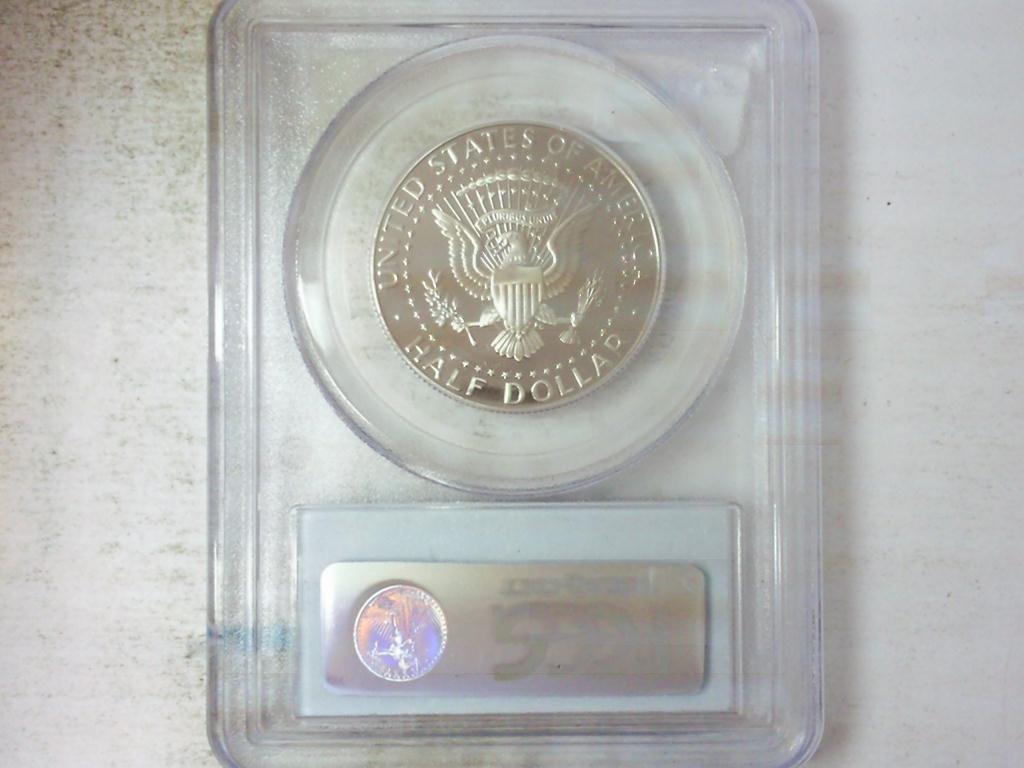 UNITED STATES OF AMERICA
PLURIBUS UNUM
HALF DOLLAR